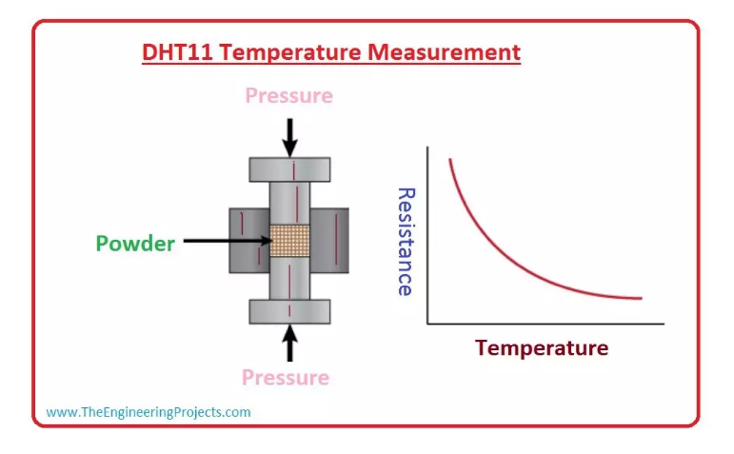 DHT11 Temperature Measurement
Pressure
Powder
Resistance
Temperature
Pressure
www.TheEngineeringProjects.com